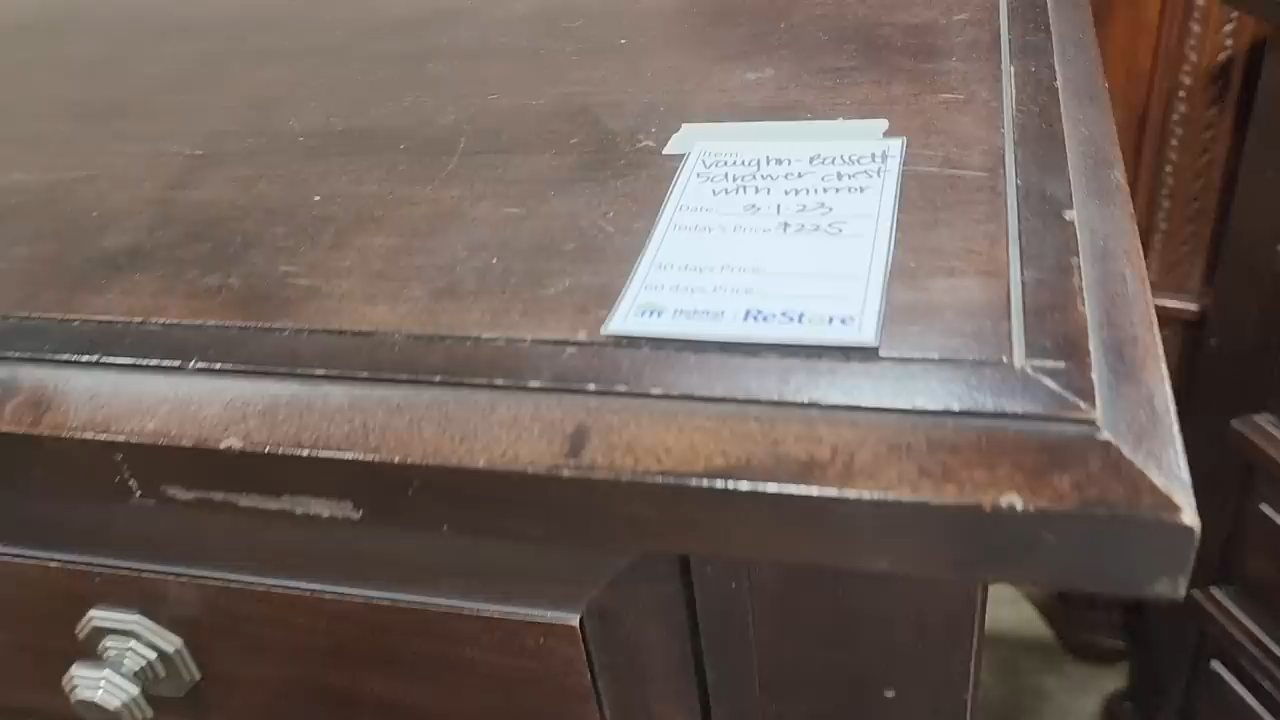 Item:
Vaughn-Bassett
5 drawer chest
with mirror
Date 3.1.23
Today's Price $225
30 days Price
60 days Price
Habitat ReStore